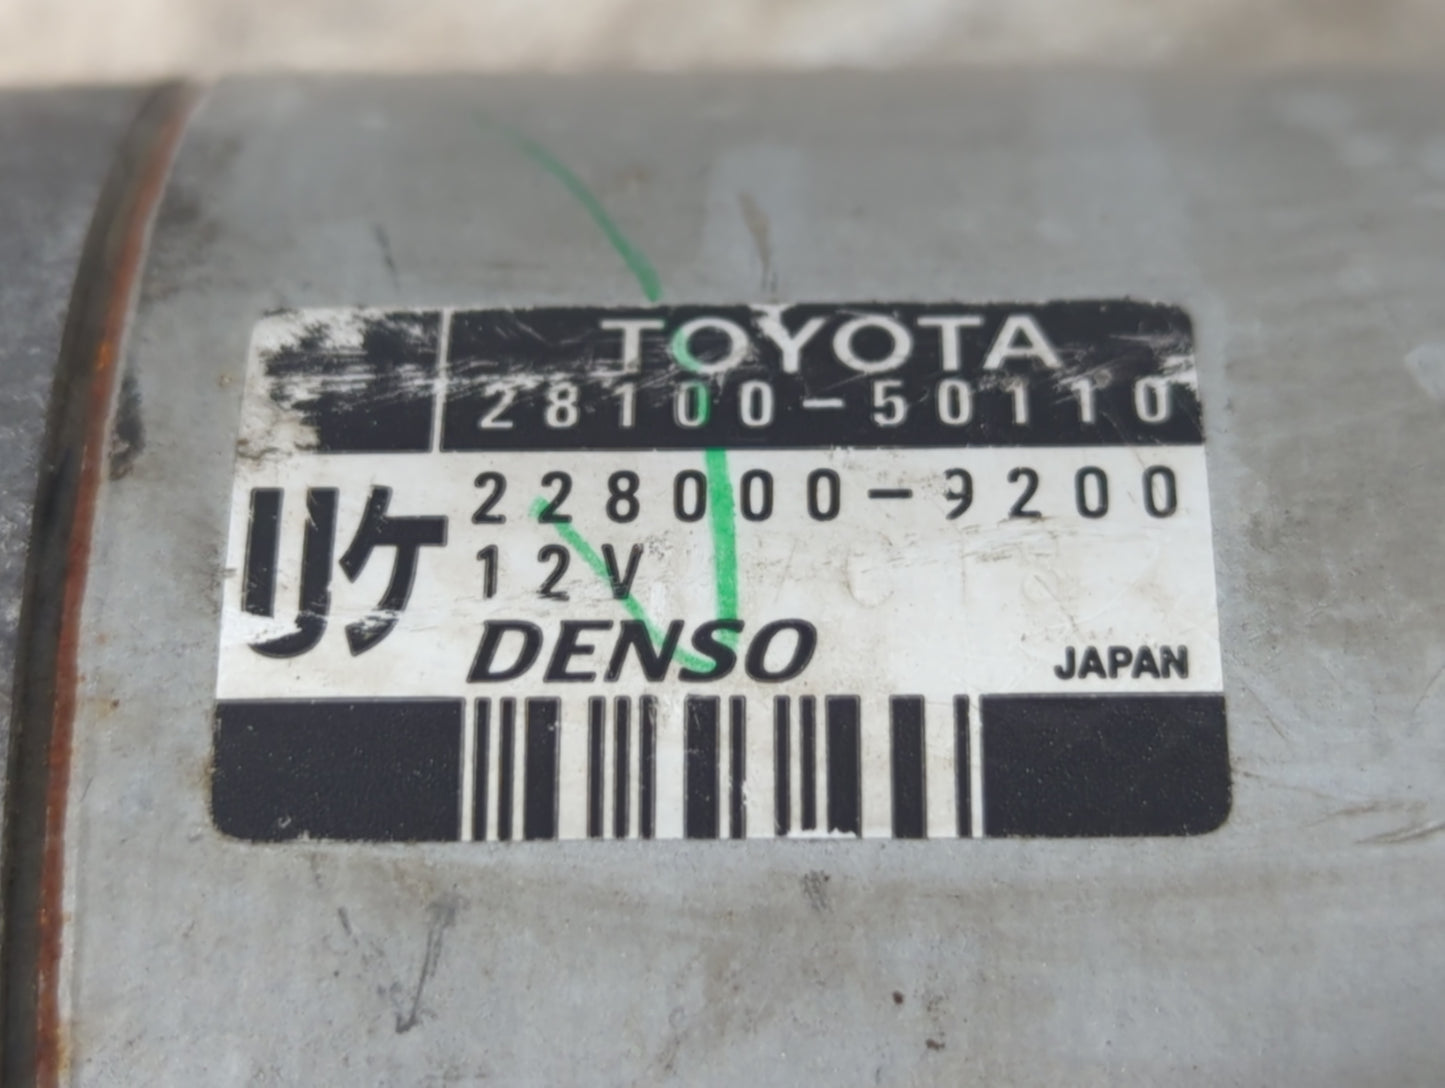 TOYOTA
28100-50110
リケ
228000-9200
12V
DENSO
JAPAN